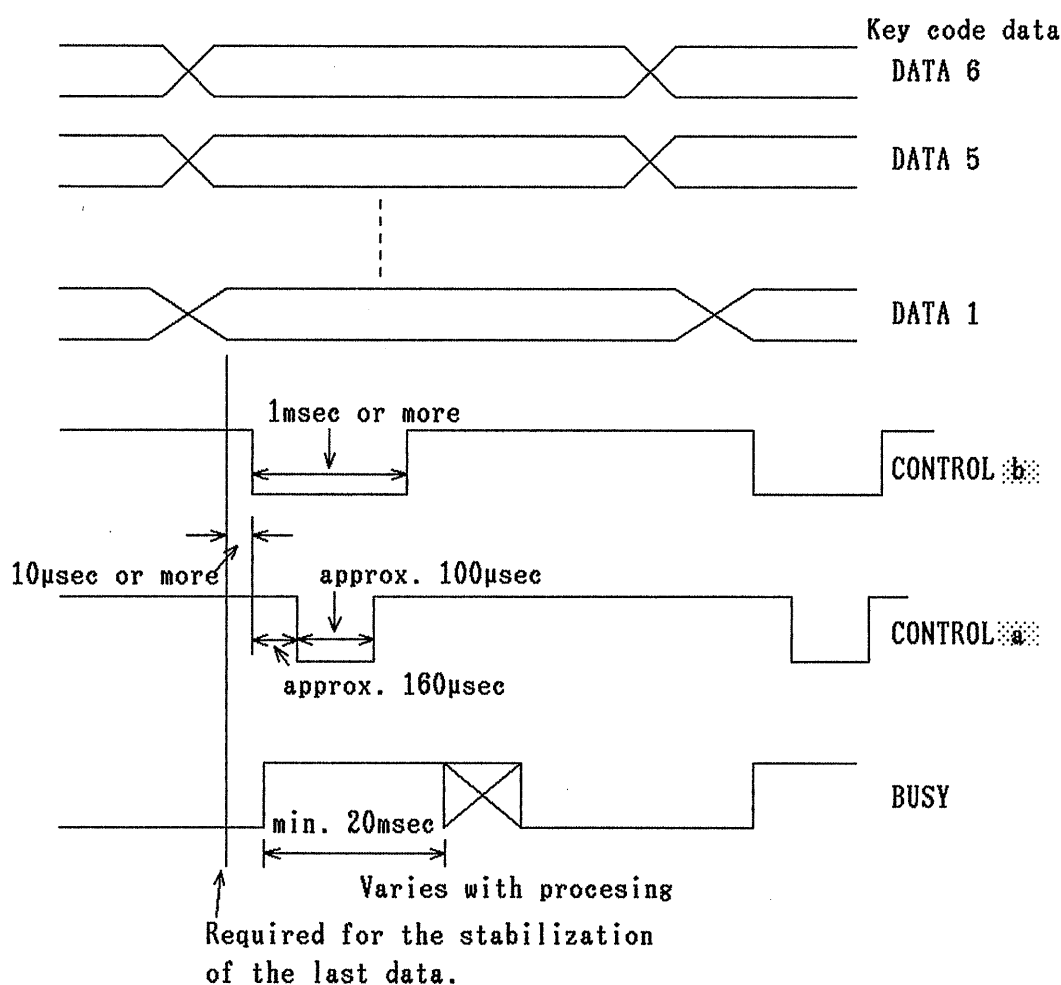 Key code data
DATA 6
DATA 5
DATA 1
1msec or more
CONTROL b
10µsec or more
approx. 100µsec
CONTROL a
approx. 160µsec
BUSY
min. 20msec
Varies with procesing
Required for the stabilization
of the last data.